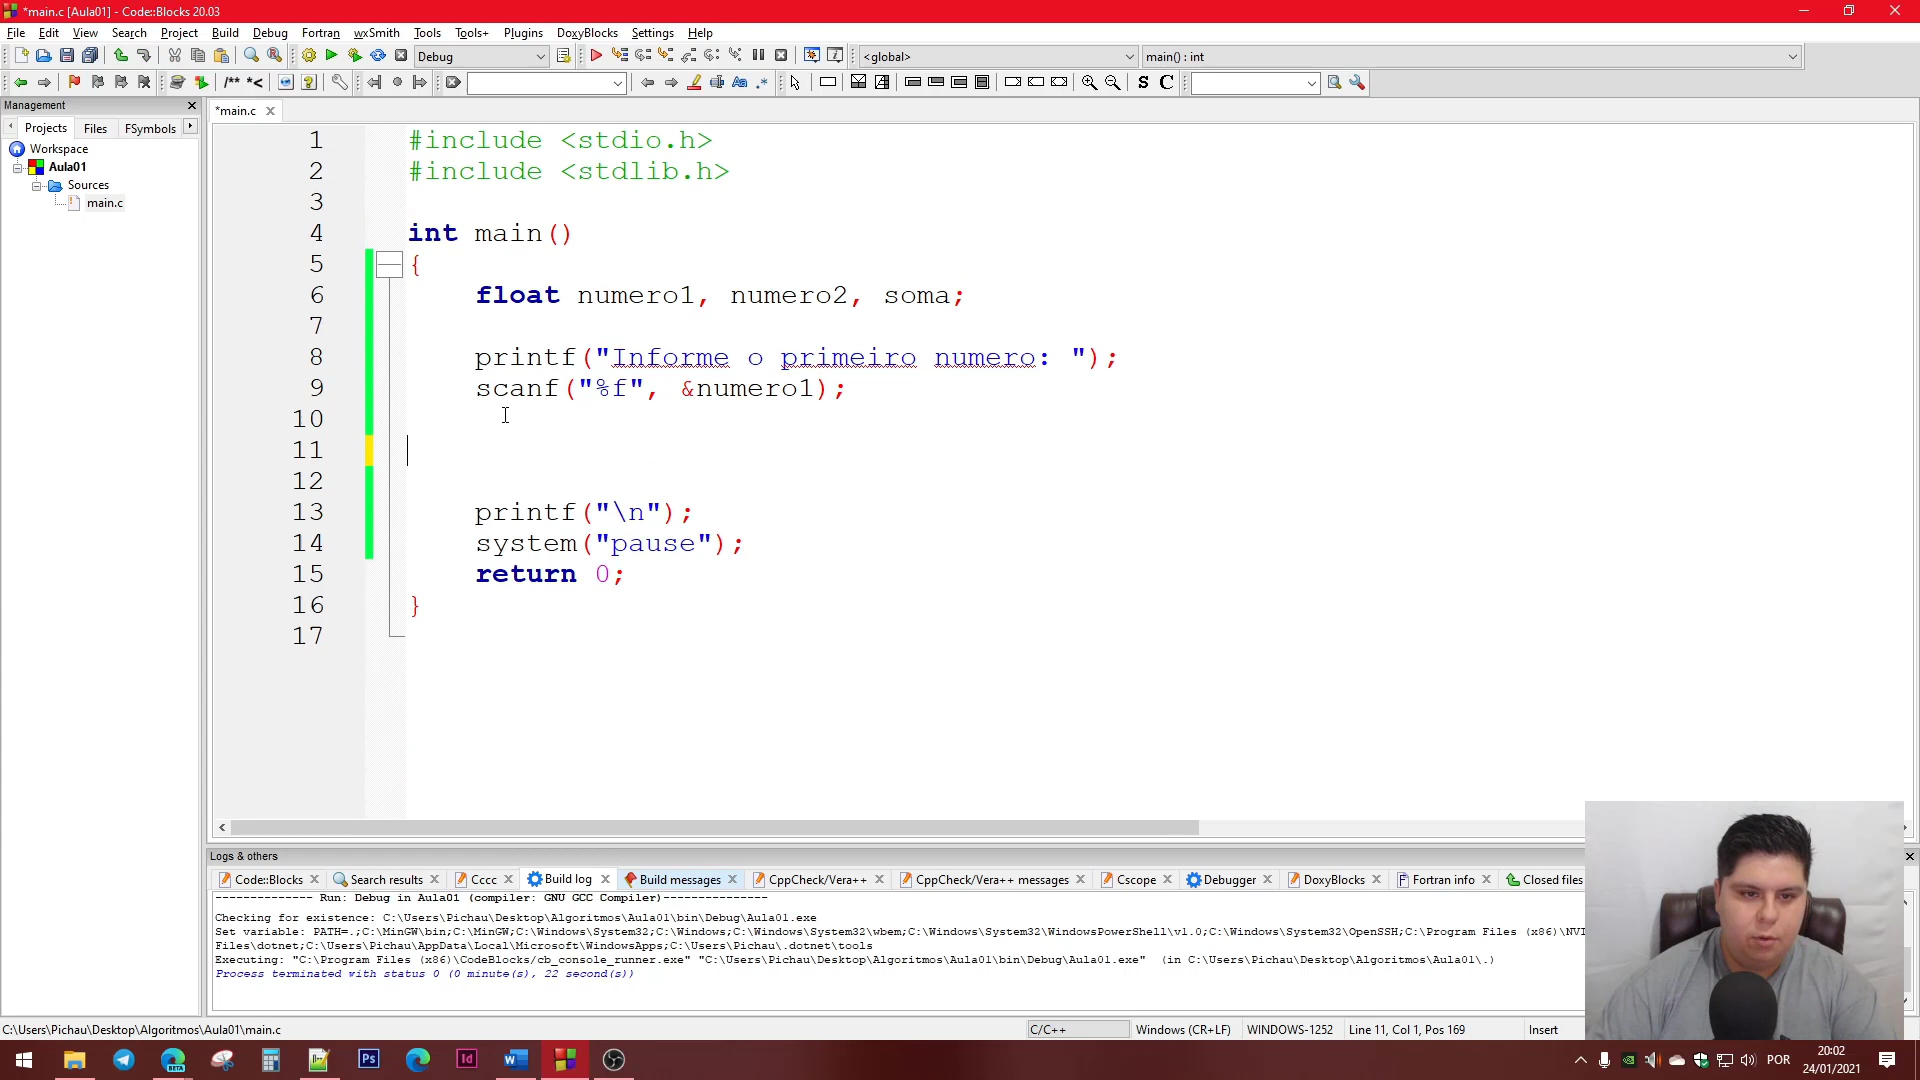 *main.c [Aula01] - Code::Blocks 20.03
File Edit View Search Project Build Debug Fortran wxSmith Tools Tools+ Plugins DoxyBlocks Settings Help
Debug <global> main() : int
/** *< Aa .* S C
Management
Projects Files FSymbols
*main.c
Workspace
Aula01
Sources
main.c
1 #include <stdio.h>
2 #include <stdlib.h>
3
4 int main()
5 {
6 float numero1, numero2, soma;
7
8 printf("Informe o primeiro numero: ");
9 scanf("%f", &numero1);
10
11
12
13 printf("\n");
14 system("pause");
15 return 0;
16 }
17
Logs & others
Code::Blocks Search results Cccc Build log Build messages CppCheck/Vera++ CppCheck/Vera++ messages Cscope Debugger DoxyBlocks Fortran info Closed files
-------------- Run: Debug in Aula01 (compiler: GNU GCC Compiler)---------------
Checking for existence: C:\Users\Pichau\Desktop\Algoritmos\Aula01\bin\Debug\Aula01.exe
Set variable: PATH=.;C:\MinGW\bin;C:\MinGW;C:\Windows\System32;C:\Windows;C:\Windows\System32\wbem;C:\Windows\System32\WindowsPowerShell\v1.0;C:\Windows\System32\OpenSSH;C:\Program Files (x86)\NVI
Files\dotnet;C:\Users\Pichau\AppData\Local\Microsoft\WindowsApps;C:\Users\Pichau\.dotnet\tools
Executing: "C:\Program Files (x86)\CodeBlocks/cb_console_runner.exe" "C:\Users\Pichau\Desktop\Algoritmos\Aula01\bin\Debug\Aula01.exe" (in C:\Users\Pichau\Desktop\Algoritmos\Aula01\.)
Process terminated with status 0 (0 minute(s), 22 second(s))
C:\Users\Pichau\Desktop\Algoritmos\Aula01\main.c C/C++ Windows (CR+LF) WINDOWS-1252 Line 11, Col 1, Pos 169 Insert
BETA Ps Id POR 20:02
24/01/2021